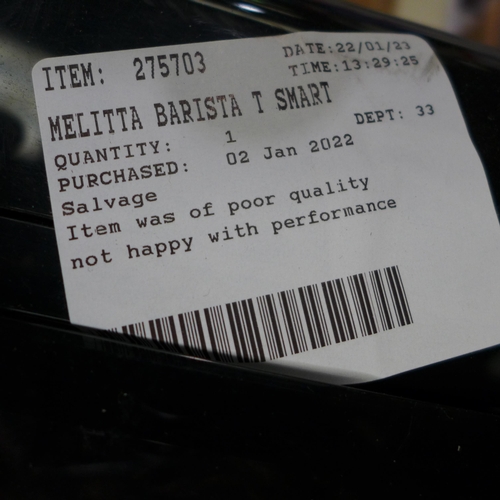 ITEM: 275703 DATE:22/01/23
TIME:13:29:25
MELITTA BARISTA T SMART
QUANTITY: 1 DEPT: 33
PURCHASED: 02 Jan 2022
Salvage
Item was of poor quality
not happy with performance